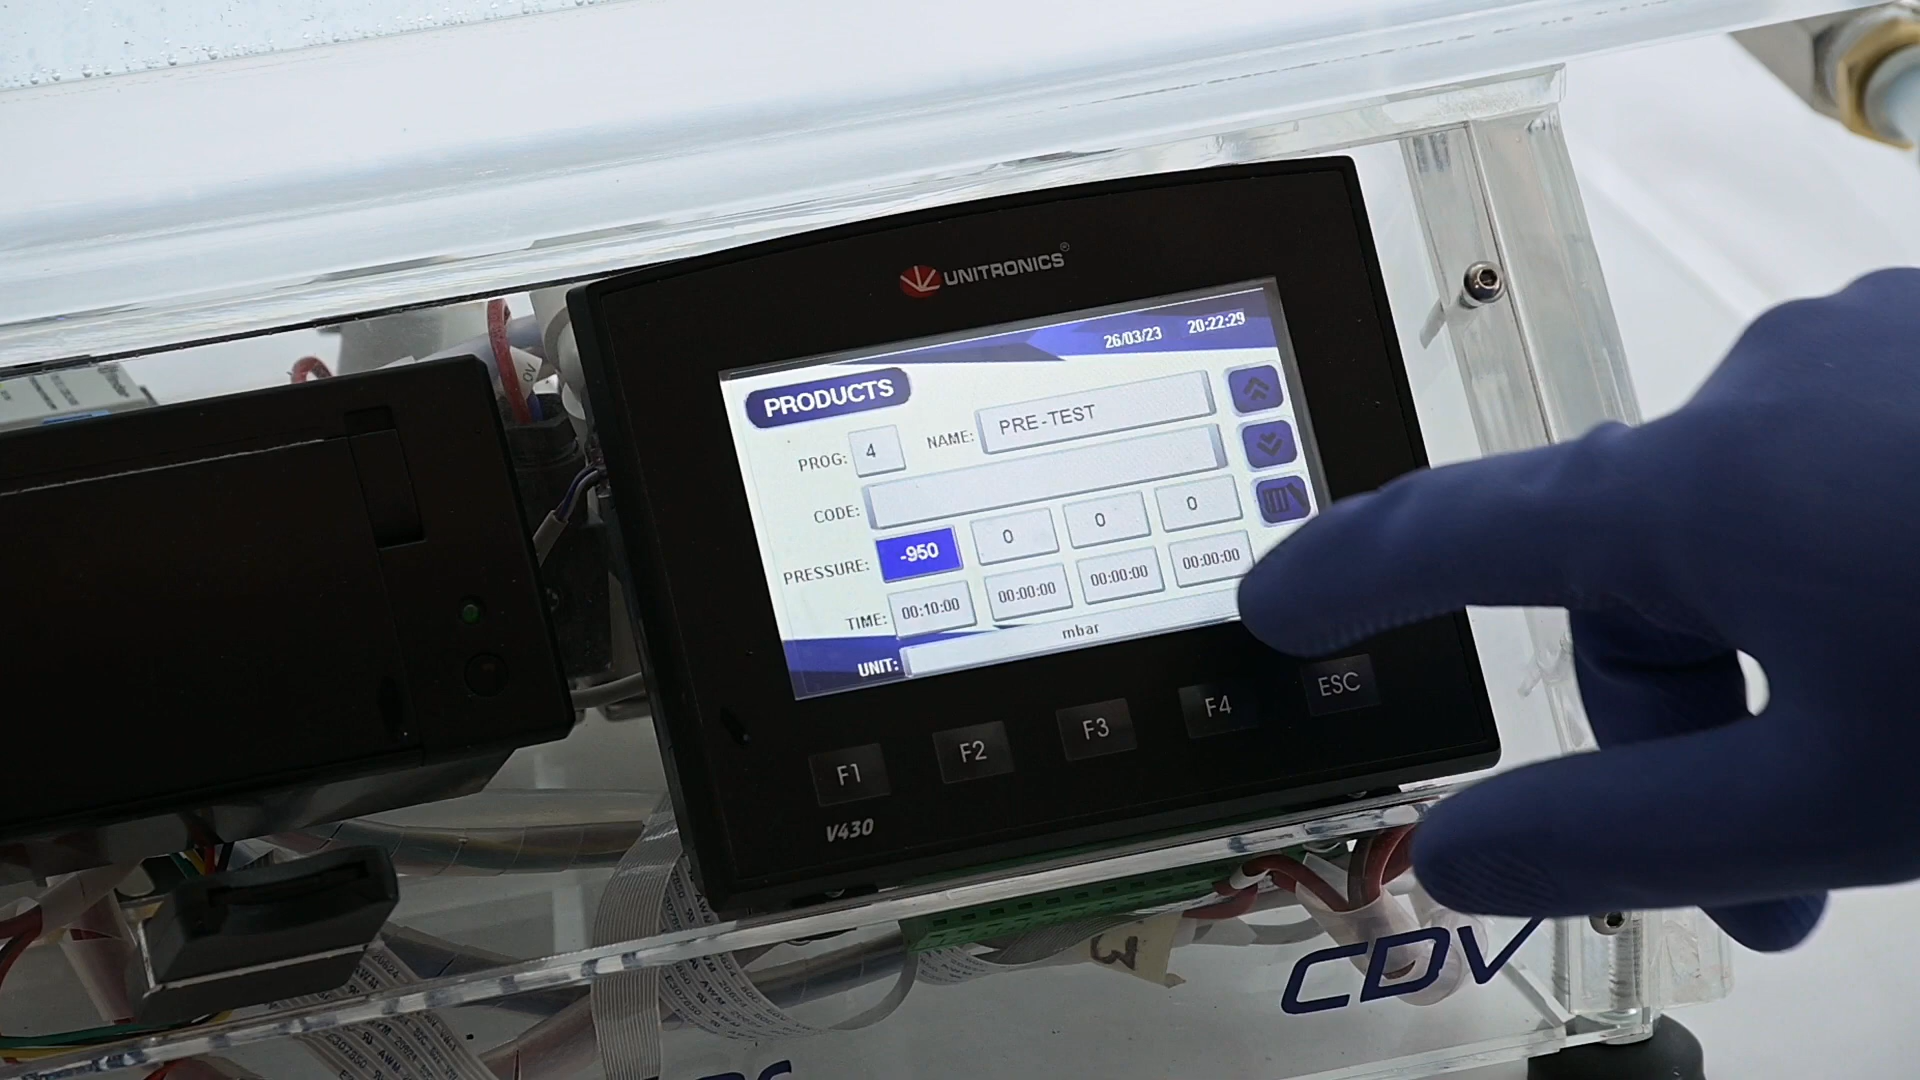 UNITRONICS®
26/03/23 20:22:29
PRODUCTS
PROG: 4 NAME: PRE-TEST
CODE:
PRESSURE: -950 0 0 0
TIME: 00:10:00 00:00:00 00:00:00 00:00:00
UNIT: mbar
F1 F2 F3 F4 ESC
V430
0V
3
CDV